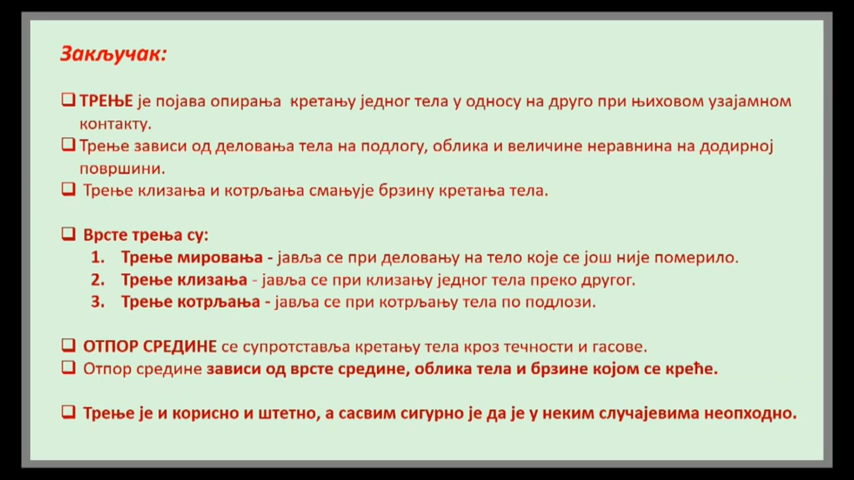 Закључак:
❑ ТРЕЊЕ је појава опирања кретању једног тела у односу на друго при њиховом узајамном
контакту.
❑ Трење зависи од деловања тела на подлогу, облика и величине неравнина на додирној
површини.
❑ Трење клизања и котрљања смањује брзину кретања тела.
❑ Врсте трења су:
1. Трење мировања - јавља се при деловању на тело које се још није померило.
2. Трење клизања - јавља се при клизању једног тела преко другог.
3. Трење котрљања - јавља се при котрљању тела по подлози.
❑ ОТПОР СРЕДИНЕ се супротставља кретању тела кроз течности и гасове.
❑ Отпор средине зависи од врсте средине, облика тела и брзине којом се креће.
❑ Трење је и корисно и штетно, а сасвим сигурно је да је у неким случајевима неопходно.